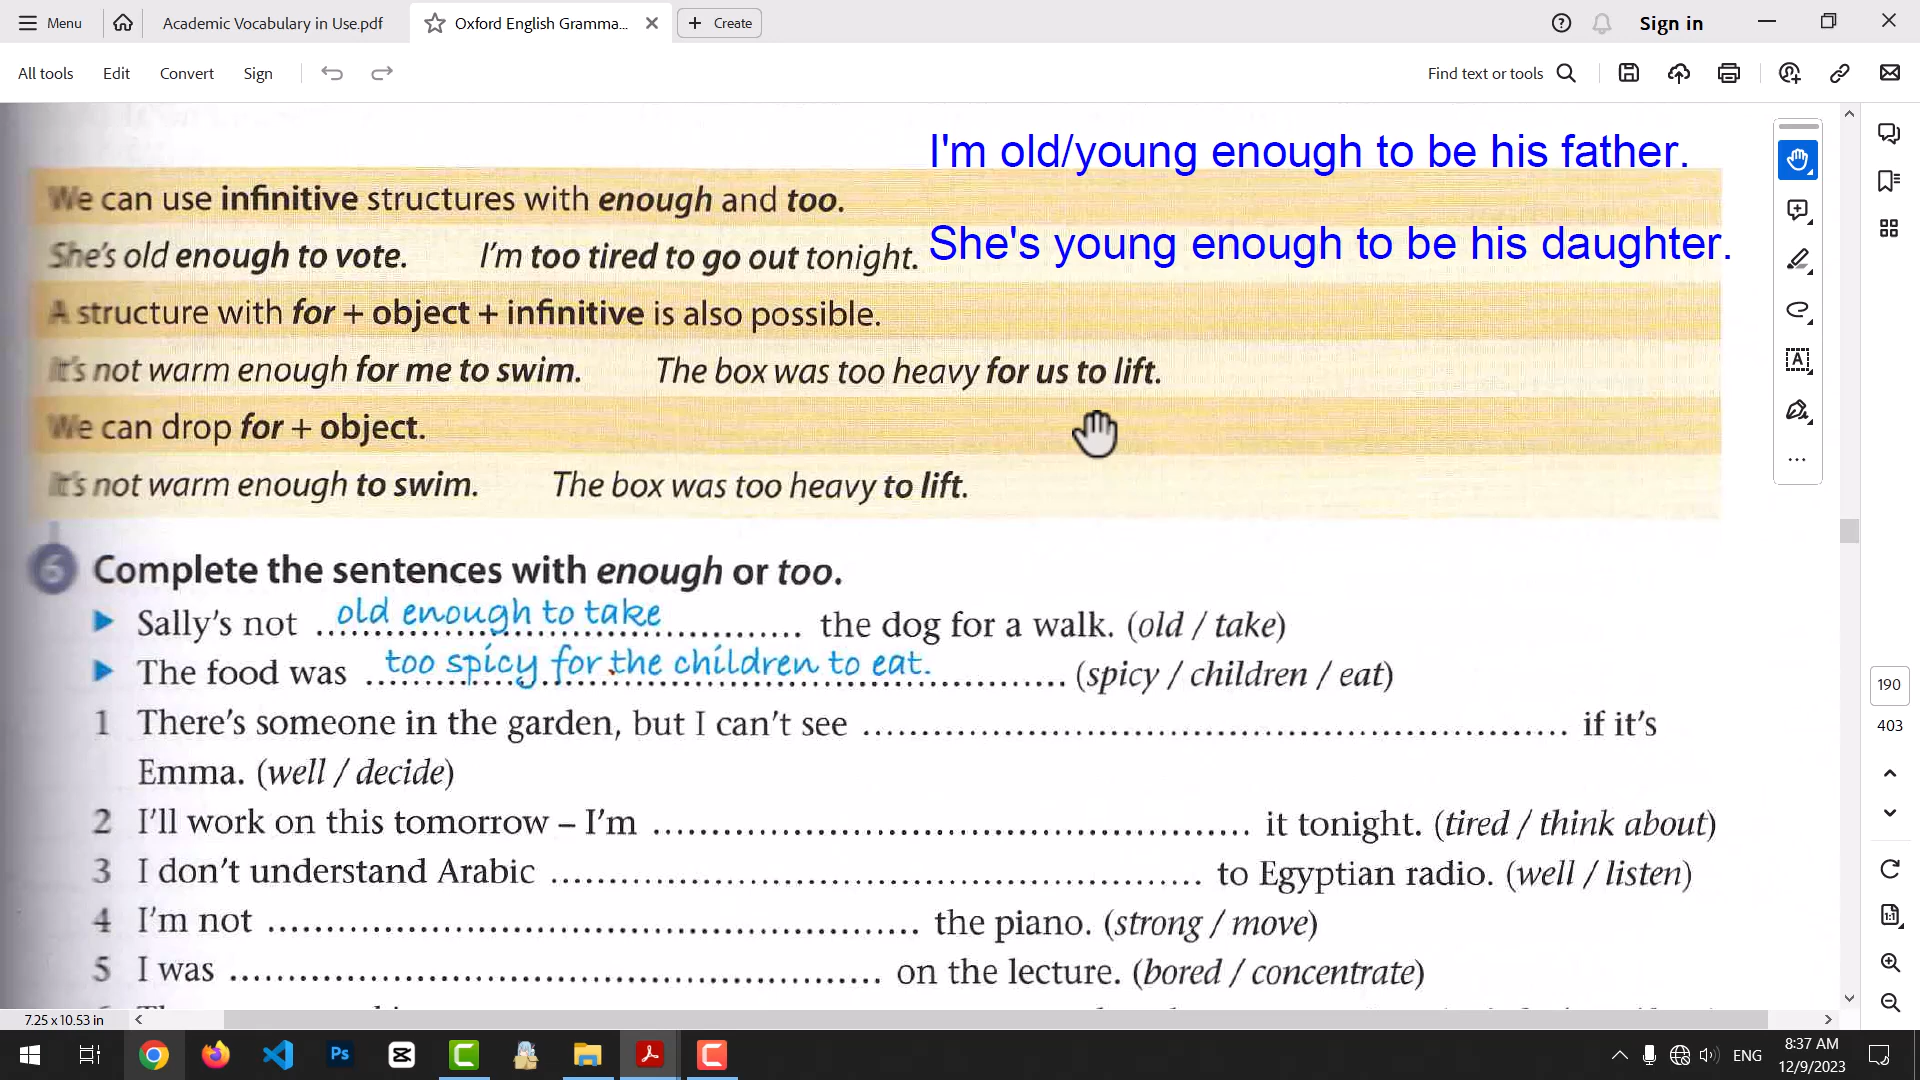 Menu
Academic Vocabulary in Use.pdf
Oxford English Gramma...
Create
Sign in
All tools
Edit
Convert
Sign
Find text or tools
I'm old/young enough to be his father.
We can use infinitive structures with enough and too.
She's old enough to vote. I'm too tired to go out tonight.
She's young enough to be his daughter.
A structure with for + object + infinitive is also possible.
It's not warm enough for me to swim. The box was too heavy for us to lift.
We can drop for + object.
It's not warm enough to swim. The box was too heavy to lift.
6 Complete the sentences with enough or too.
▶ Sally's not old enough to take the dog for a walk. (old / take)
▶ The food was too spicy for the children to eat. (spicy / children / eat)
1 There's someone in the garden, but I can't see ........ if it's
Emma. (well / decide)
2 I'll work on this tomorrow – I'm ........ it tonight. (tired / think about)
3 I don't understand Arabic ........ to Egyptian radio. (well / listen)
4 I'm not ........ the piano. (strong / move)
5 I was ........ on the lecture. (bored / concentrate)
190
403
7.25 x 10.53 in
Ps
ENG
8:37 AM
12/9/2023